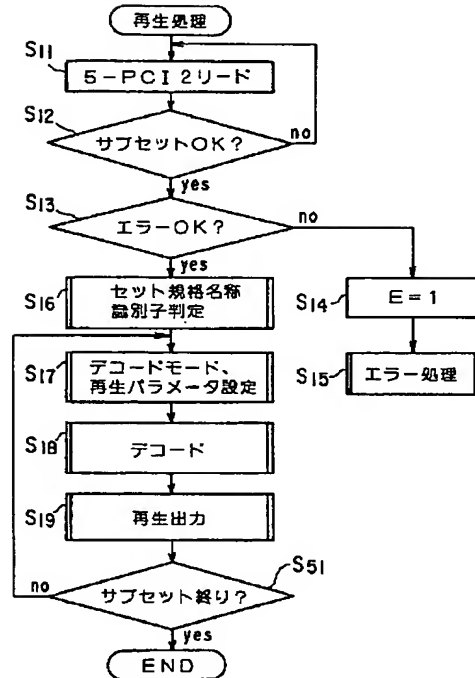 再生処理
S11
5-PCI2リード
S12
サブセットOK?
no
yes
S13
エラーOK?
no
yes
S16
セット規格名称
識別子判定
S14
E=1
S17
デコードモード、
再生パラメータ設定
S15
エラー処理
S18
デコード
S19
再生出力
S51
サブセット終り?
no
yes
END